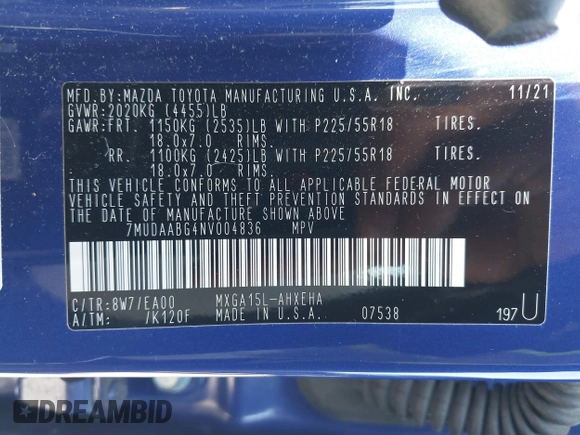 MFD.BY:MAZDA TOYOTA MANUFACTURING U.S.A. INC. 11/21
GVWR:2020KG (4455)LB
GAWR:FRT. 1150KG (2535)LB WITH P225/55R18 TIRES.
18.0x7.0 RIMS.
RR. 1100KG (2425)LB WITH P225/55R18 TIRES.
18.0x7.0 RIMS.
THIS VEHICLE CONFORMS TO ALL APPLICABLE FEDERAL MOTOR
VEHICLE SAFETY AND THEFT PREVENTION STANDARDS IN EFFECT ON
THE DATE OF MANUFACTURE SHOWN ABOVE
7MUDAABG4NV004836 MPV
C/TR:8W7/EA00 MXGA15L-AHXEHA
A/TM: /K120F MADE IN U.S.A. 07538 197U
DREAMBID